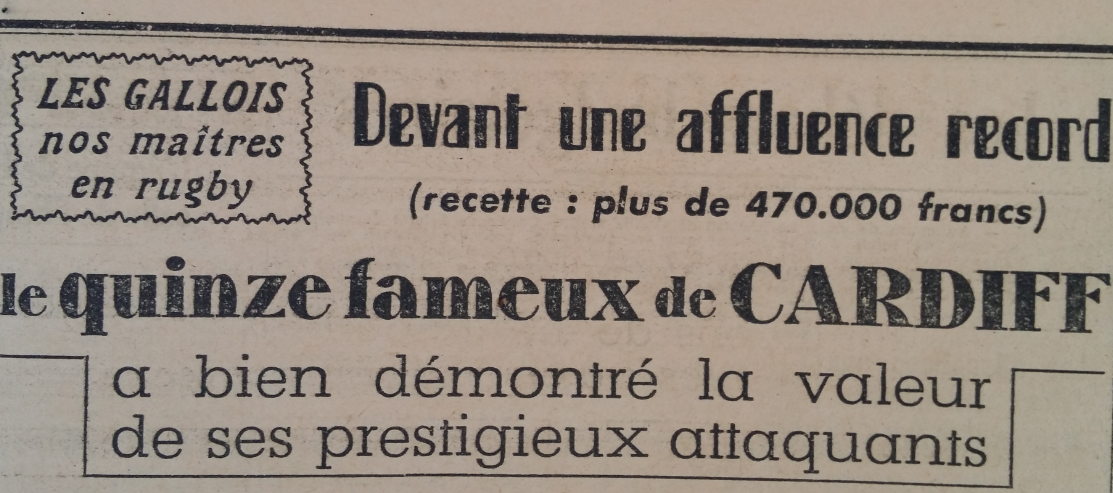 LES GALLOIS
nos maîtres
en rugby
Devant une affluence record
(recette : plus de 470.000 francs)
le quinze fameux de CARDIFF
a bien démontré la valeur
de ses prestigieux attaquants